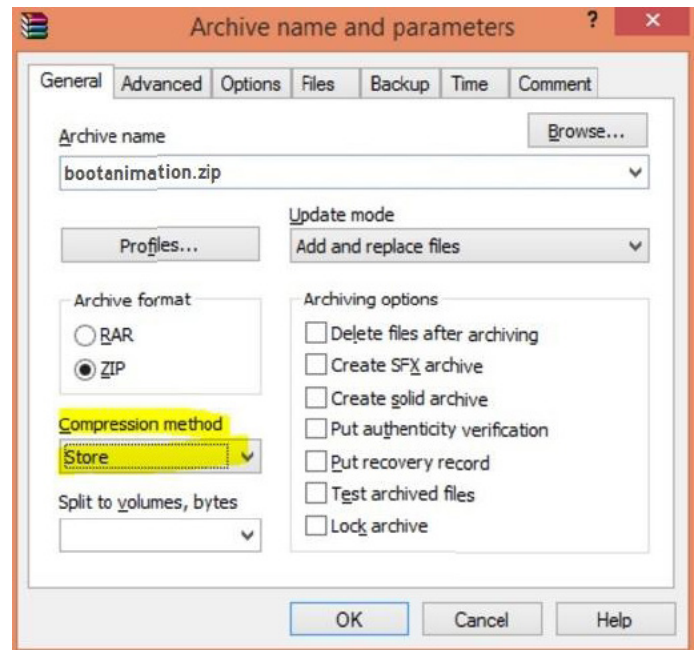 Archive name and parameters ? ×
General Advanced Options Files Backup Time Comment
Archive name
Browse...
bootanimation.zip
Update mode
Profiles...
Add and replace files
Archive format
RAR
ZIP
Compression method
Store
Split to volumes, bytes
Archiving options
Delete files after archiving
Create SFX archive
Create solid archive
Put authenticity verification
Put recovery record
Test archived files
Lock archive
OK Cancel Help